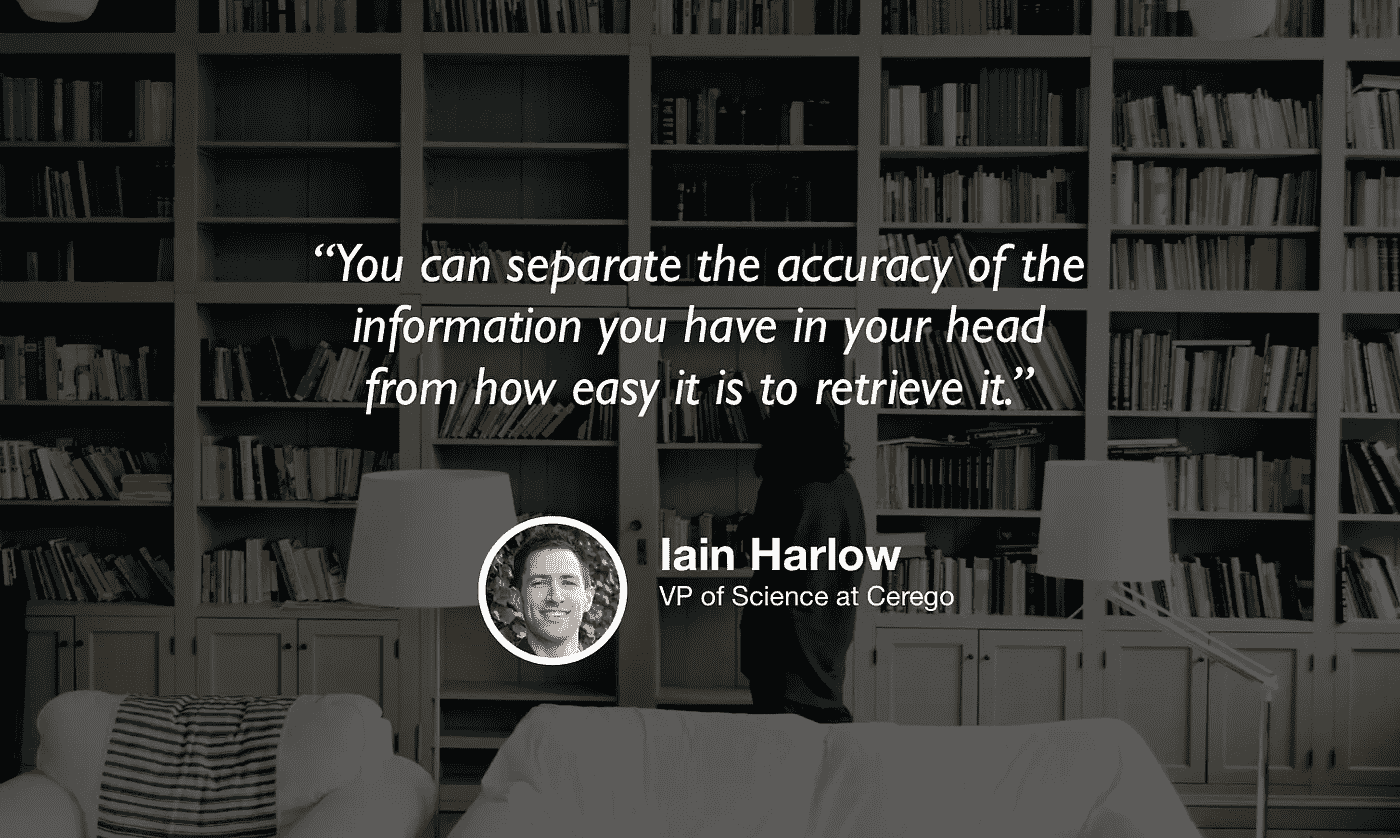 “You can separate the accuracy of the
information you have in your head
from how easy it is to retrieve it.”
Iain Harlow
VP of Science at Cerego